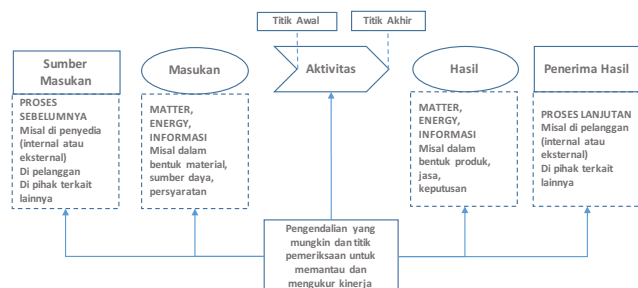 Titik Awal
Titik Akhir
Sumber
Masukan
Masukan
Aktivitas
Hasil
Penerima Hasil
PROSES
SEBELUMNYA
Misal di penyedia
(internal atau
eksternal)
Di pelanggan
Di pihak terkait
lainnya
MATTER,
ENERGY,
INFORMASI
Misal dalam
bentuk material,
sumber daya,
persyaratan
MATTER,
ENERGY,
INFORMASI
Misal dalam
bentuk produk,
jasa,
keputusan
PROSES LANJUTAN
Misal di pelanggan
(internal atau
eksternal)
Di pihak terkait
lainnya
Pengendalian yang
mungkin dan titik
pemeriksaan untuk
memantau dan
mengukur kinerja